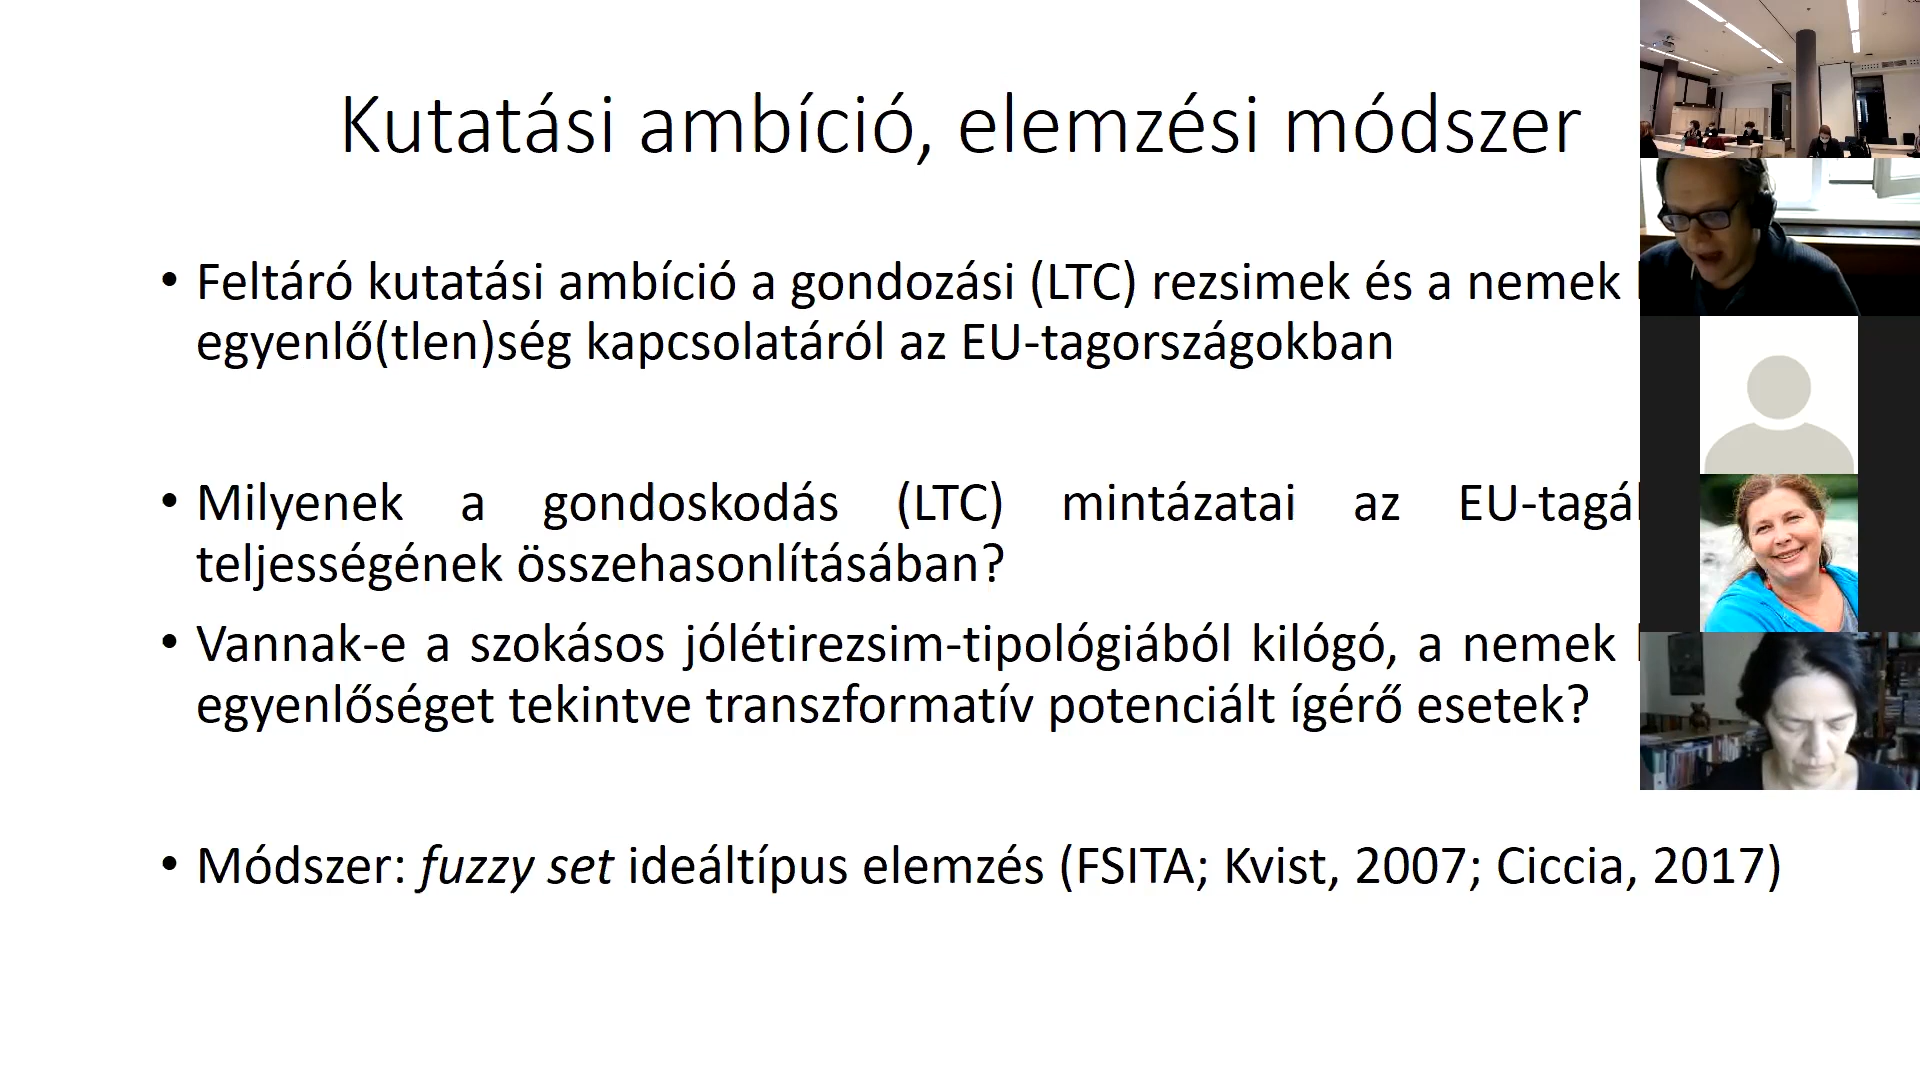 Kutatási ambíció, elemzési módszer
• Feltáró kutatási ambíció a gondozási (LTC) rezsimek és a nemek
egyenlő(tlen)ség kapcsolatáról az EU-tagországokban
• Milyenek a gondoskodás (LTC) mintázatai az
teljességének összehasonlításában?
• Vannak-e a szokásos jólétirezsim-tipológiából kilógó, a nemek
egyenlőséget tekintve transzformatív potenciált ígérő esetek?
• Módszer: fuzzy set ideáltípus elemzés (FSITA; Kvist, 2007; Ciccia, 2017)